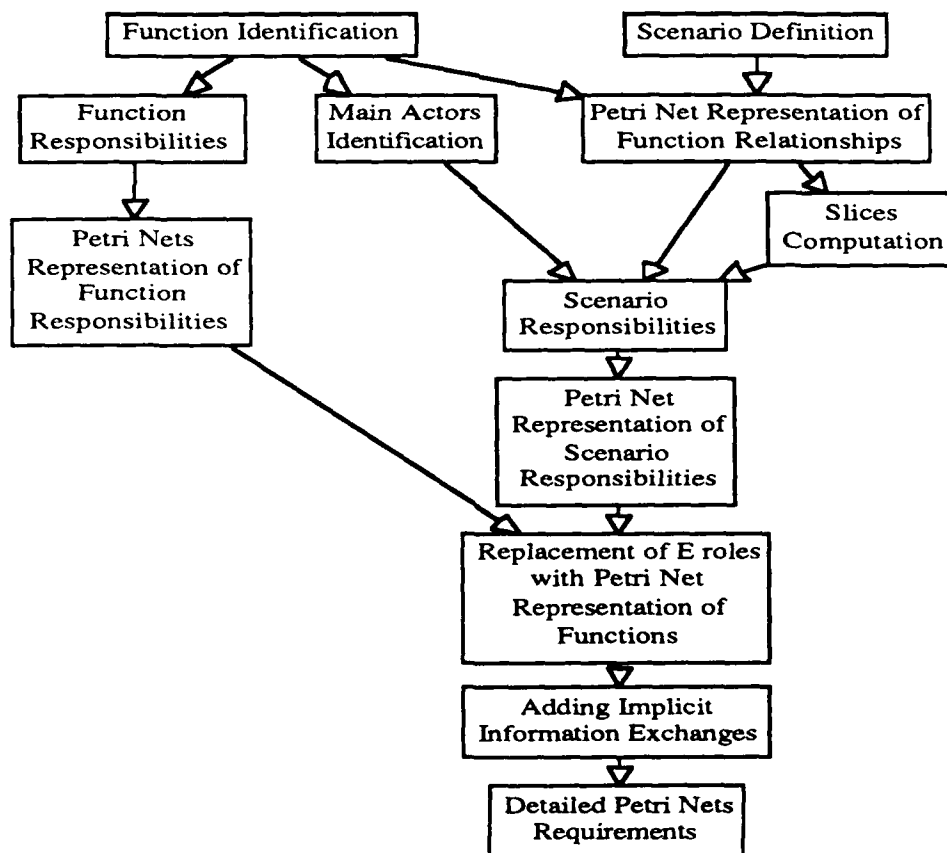 Function Identification
Scenario Definition
Function
Responsibilities
Main Actors
Identification
Petri Net Representation of
Function Relationships
Slices
Computation
Petri Nets
Representation of
Function
Responsibilities
Scenario
Responsibilities
Petri Net
Representation of
Scenario
Responsibilities
Replacement of E roles
with Petri Net
Representation of
Functions
Adding Implicit
Information Exchanges
Detailed Petri Nets
Requirements